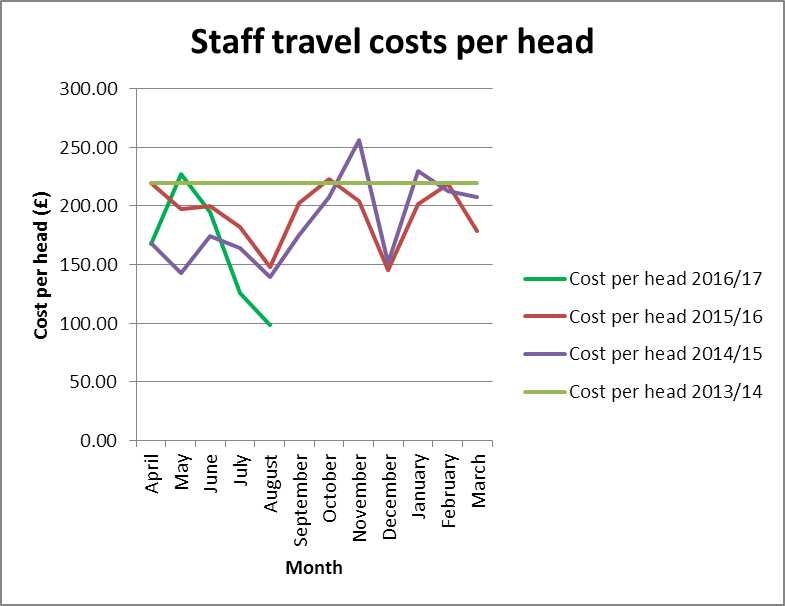 Staff travel costs per head
Cost per head (£)
300.00
250.00
200.00
150.00
100.00
50.00
0.00
April
May
June
July
August
September
October
November
December
January
February
March
Month
Cost per head 2016/17
Cost per head 2015/16
Cost per head 2014/15
Cost per head 2013/14